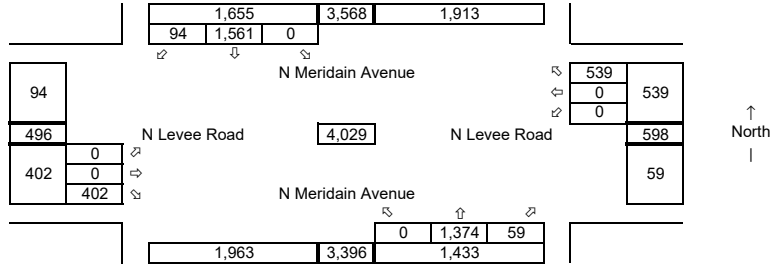 1,655 3,568 1,913
94 1,561 0
⬃ ⇩ ⬂
N Meridain Avenue ⬁ 539
94 ⇦ 0 539
⬃ 0
496 N Levee Road 4,029 N Levee Road 598
↑
North
|
0 ⬀
402 0 ⇨ 59
402 ⬂ N Meridain Avenue
⬁ ⇧ ⬀
0 1,374 59
1,963 3,396 1,433